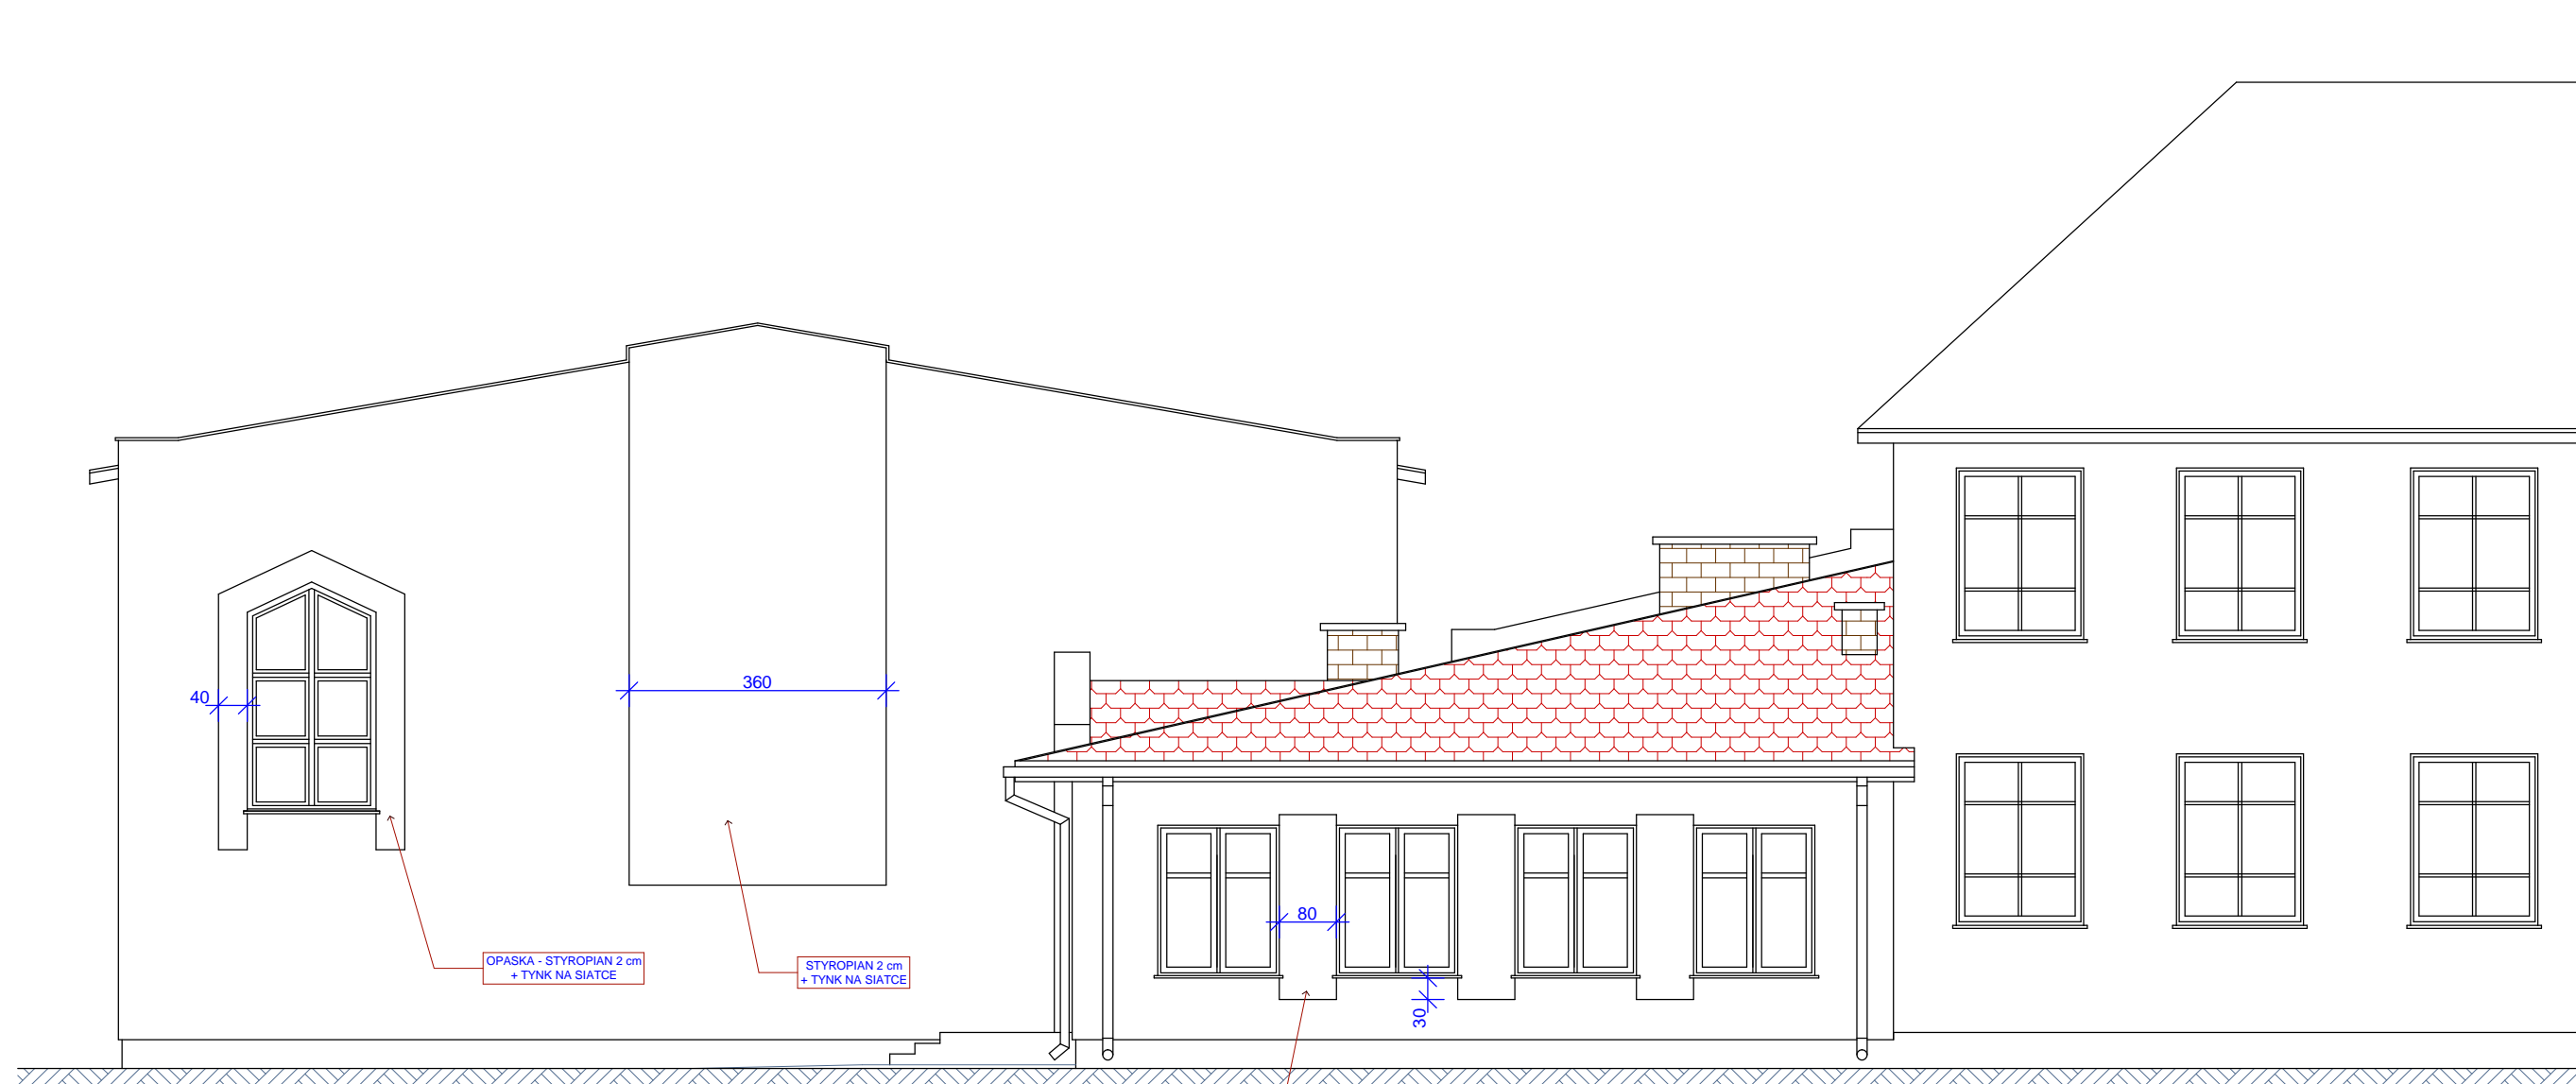 40
360
80
30
OPASKA - STYROPIAN 2 cm
+ TYNK NA SIATCE
STYROPIAN 2 cm
+ TYNK NA SIATCE